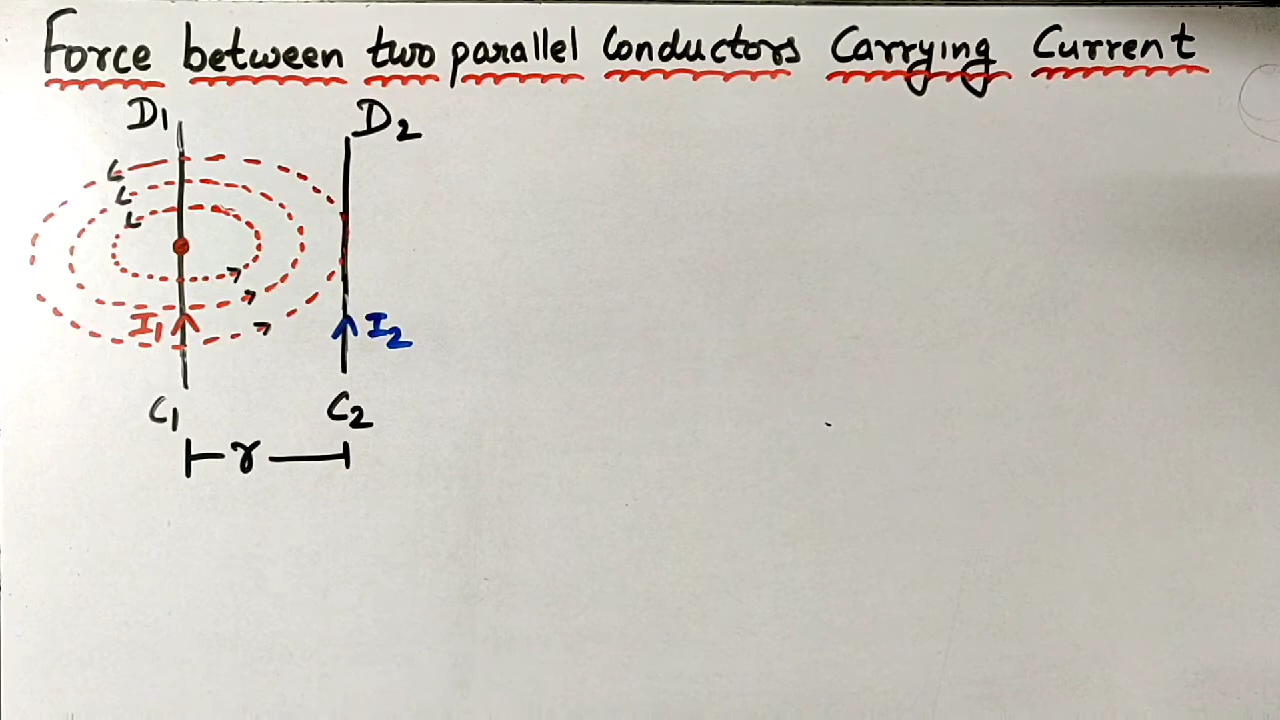 Force between two parallel Conductors Carrying Current
D1 D2
I1 I2
C1 C2
r